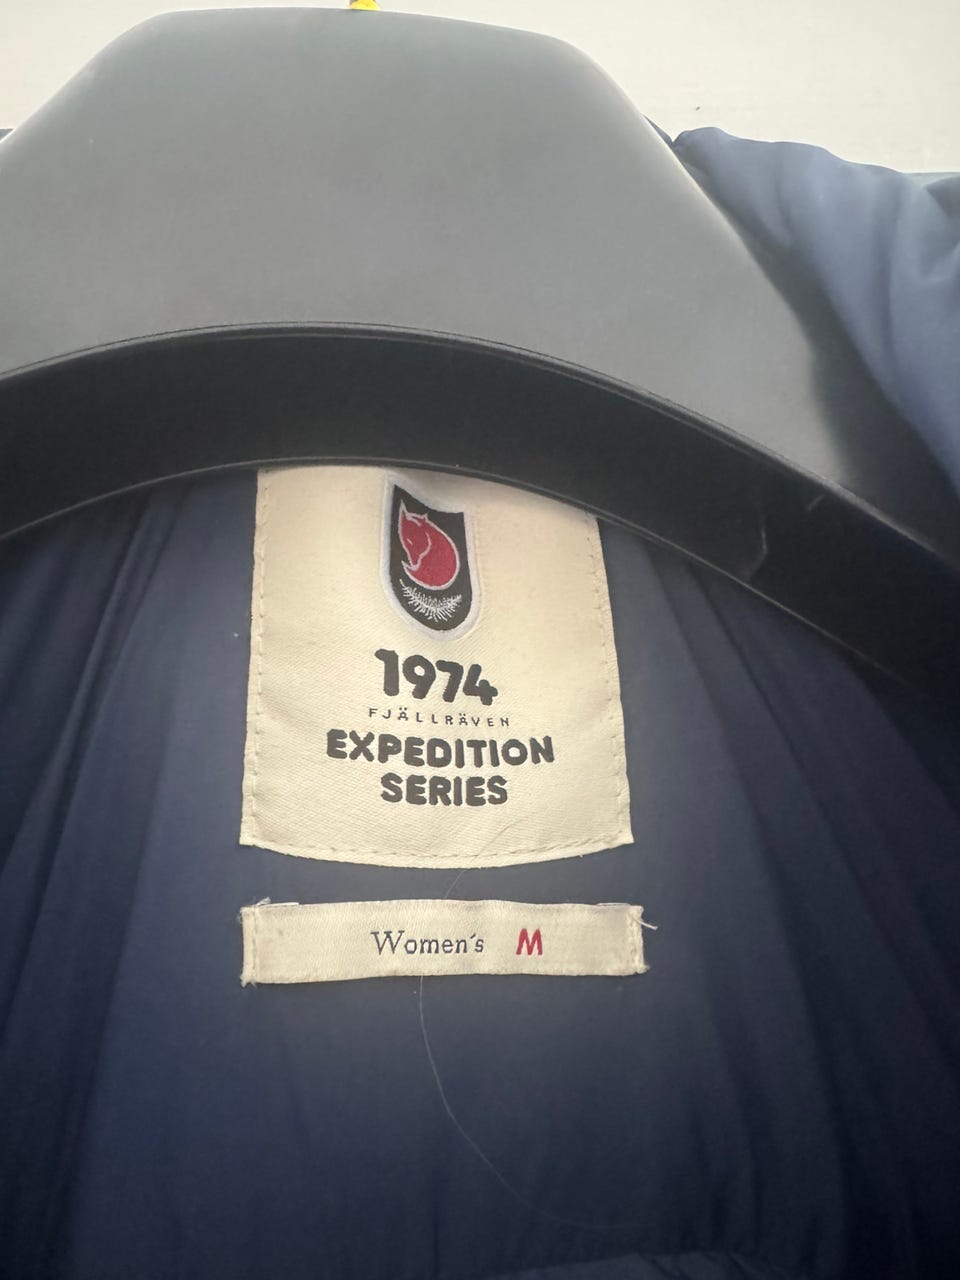 1974
FJÄLLRÄVEN
EXPEDITION
SERIES
Women's M